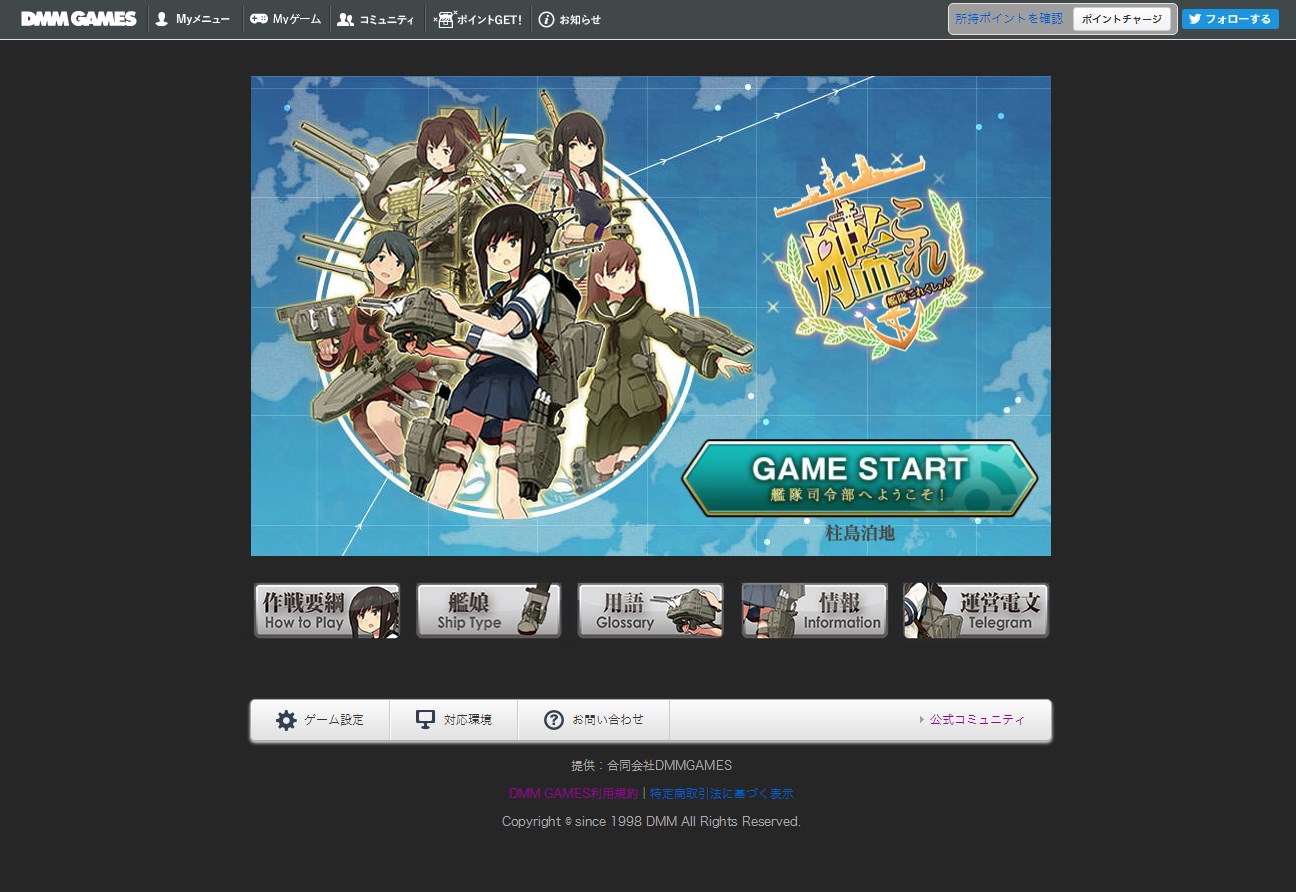 DMM GAMES
Myメニュー
Myゲーム
コミュニティ
ポイントGET!
お知らせ
所持ポイントを確認
ポイントチャージ
フォローする
艦これ
艦隊これくしょん
GAME START
艦隊司令部へようこそ!
柱島泊地
作戦要綱
How to Play
艦娘
Ship Type
用語
Glossary
情報
Information
運営電文
Telegram
ゲーム設定
対応環境
お問い合わせ
公式コミュニティ
提供：合同会社DMMGAMES
DMM GAMES利用規約 | 特定商取引法に基づく表示
Copyright © since 1998 DMM All Rights Reserved.